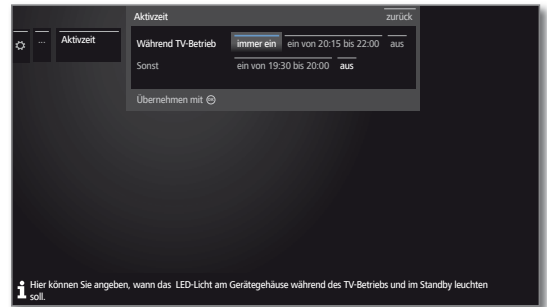 Aktivzeit zurück
... Aktivzeit
Während TV-Betrieb immer ein ein von 20:15 bis 22:00 aus
Sonst ein von 19:30 bis 20:00 aus
Übernehmen mit OK
Hier können Sie angeben, wann das LED-Licht am Gerätegehäuse während des TV-Betriebs und im Standby leuchten
soll.